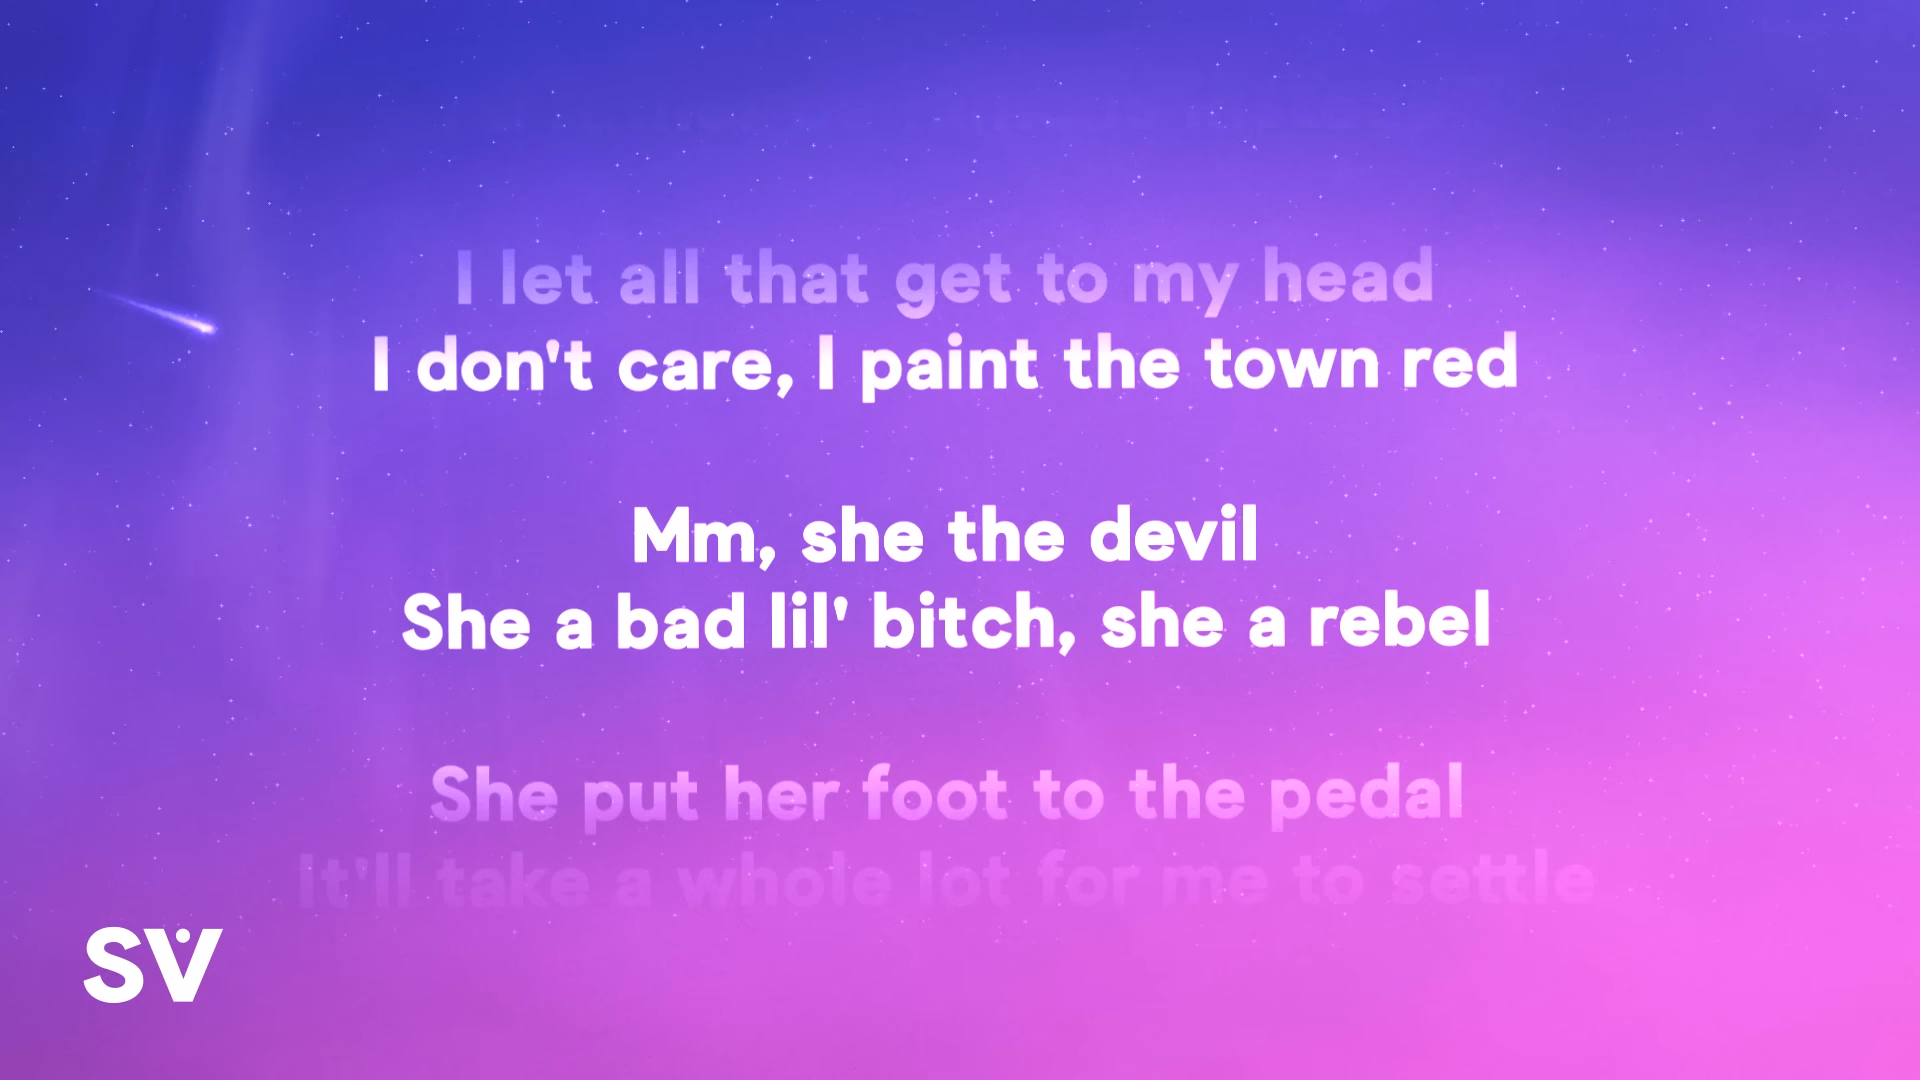 I let all that get to my head
I don't care, I paint the town red
Mm, she the devil
She a bad lil' bitch, she a rebel
She put her foot to the pedal
It'll take a whole lot for me to settle
SV